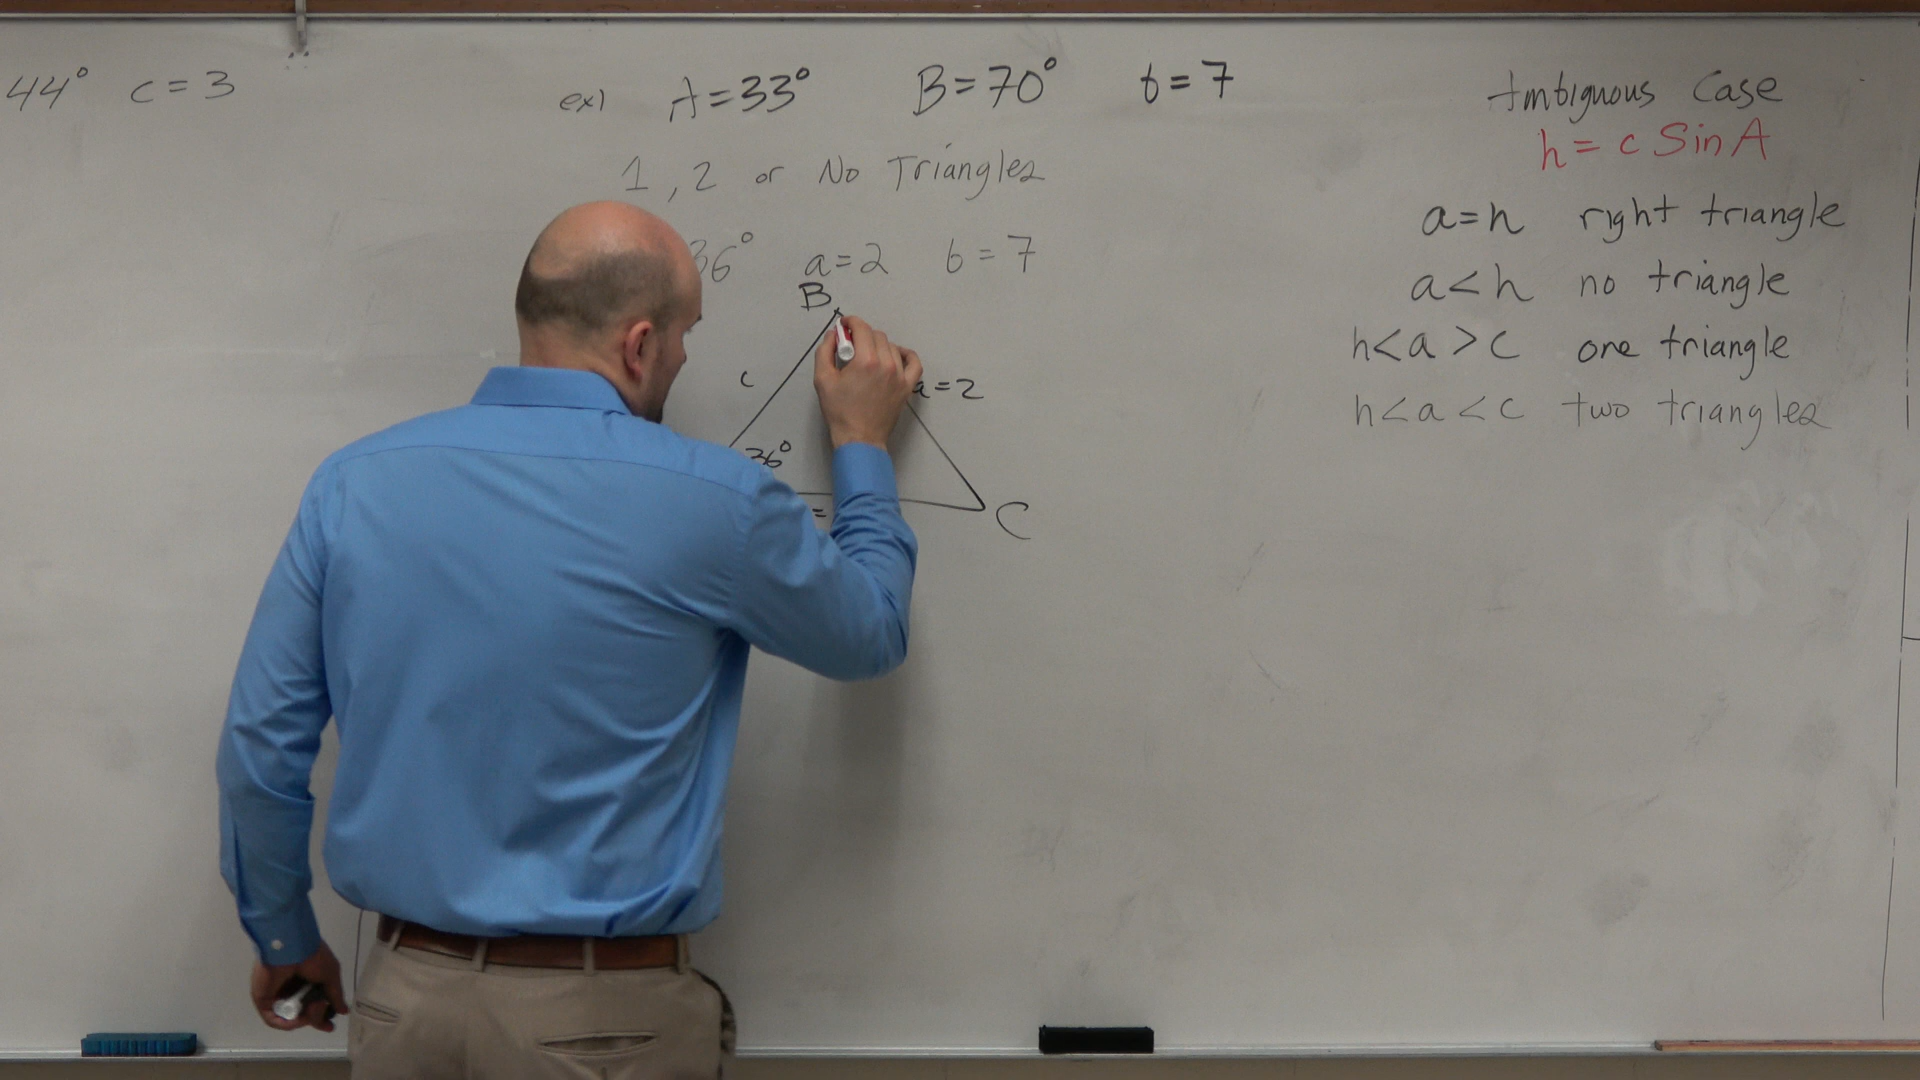 44° c = 3
ex) A = 33° B = 70° b = 7
1, 2 or No Triangles
36° a = 2 b = 7
B
c
a = 2
36°
=
C
Ambiguous Case
h = c Sin A
a = h right triangle
a < h no triangle
h < a > c one triangle
h < a < c two triangles